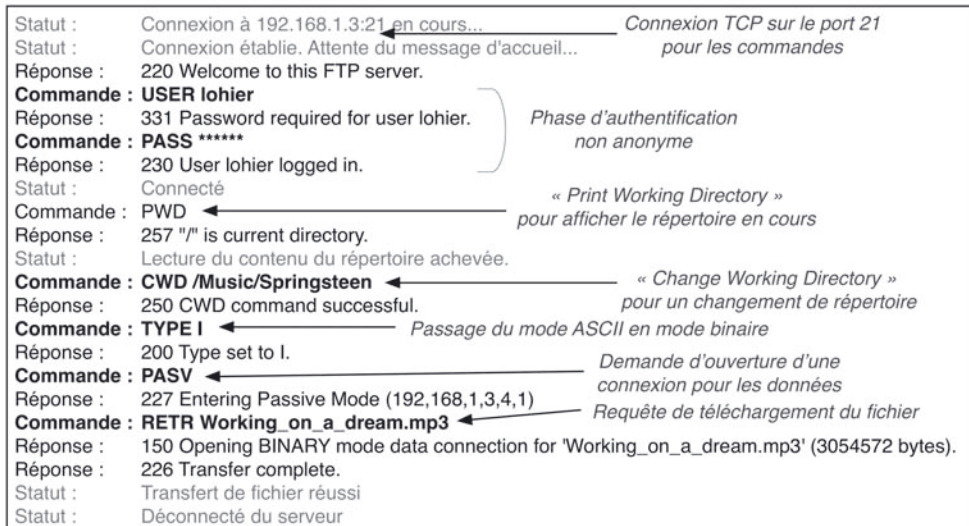 Statut : Connexion à 192.168.1.3:21 en cours...
Connexion TCP sur le port 21
pour les commandes
Statut : Connexion établie. Attente du message d'accueil...
Réponse : 220 Welcome to this FTP server.
Commande : USER lohier
Réponse : 331 Password required for user lohier.
Phase d'authentification
non anonyme
Commande : PASS ******
Réponse : 230 User lohier logged in.
Statut : Connecté
« Print Working Directory »
pour afficher le répertoire en cours
Commande : PWD
Réponse : 257 "/" is current directory.
Statut : Lecture du contenu du répertoire achevée.
Commande : CWD /Music/Springsteen
« Change Working Directory »
pour un changement de répertoire
Réponse : 250 CWD command successful.
Commande : TYPE I
Passage du mode ASCII en mode binaire
Réponse : 200 Type set to I.
Commande : PASV
Demande d'ouverture d'une
connexion pour les données
Réponse : 227 Entering Passive Mode (192,168,1,3,4,1)
Commande : RETR Working_on_a_dream.mp3
Requête de téléchargement du fichier
Réponse : 150 Opening BINARY mode data connection for 'Working_on_a_dream.mp3' (3054572 bytes).
Réponse : 226 Transfer complete.
Statut : Transfert de fichier réussi
Statut : Déconnecté du serveur